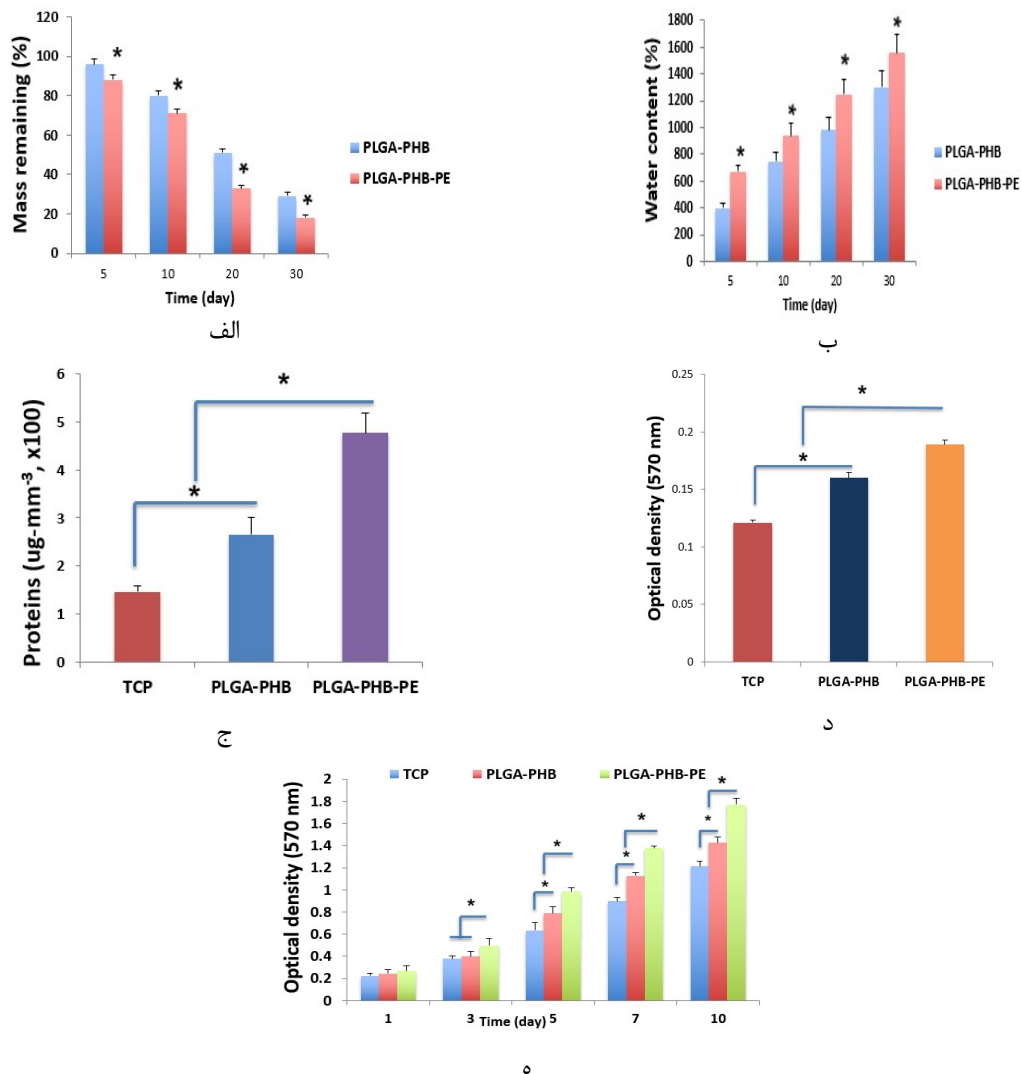 Mass remaining (%)
120
100
80
60
40
20
0
* * * *
5 10 20 30
Time (day)
PLGA-PHB
PLGA-PHB-PE
الف
Water content (%)
1800
1600
1400
1200
1000
800
600
400
200
0
* * * *
5 10 20 30
Time (day)
PLGA-PHB
PLGA-PHB-PE
ب
Proteins (ug-mm⁻³, x100)
6
5
4
3
2
1
0
*
*
TCP PLGA-PHB PLGA-PHB-PE
ج
Optical density (570 nm)
0.25
0.2
0.15
0.1
0.05
0
*
*
TCP PLGA-PHB PLGA-PHB-PE
د
TCP PLGA-PHB PLGA-PHB-PE
Optical density (570 nm)
2
1.8
1.6
1.4
1.2
1
0.8
0.6
0.4
0.2
0
* * * * * * *
1 3 Time (day) 5 7 10
ه